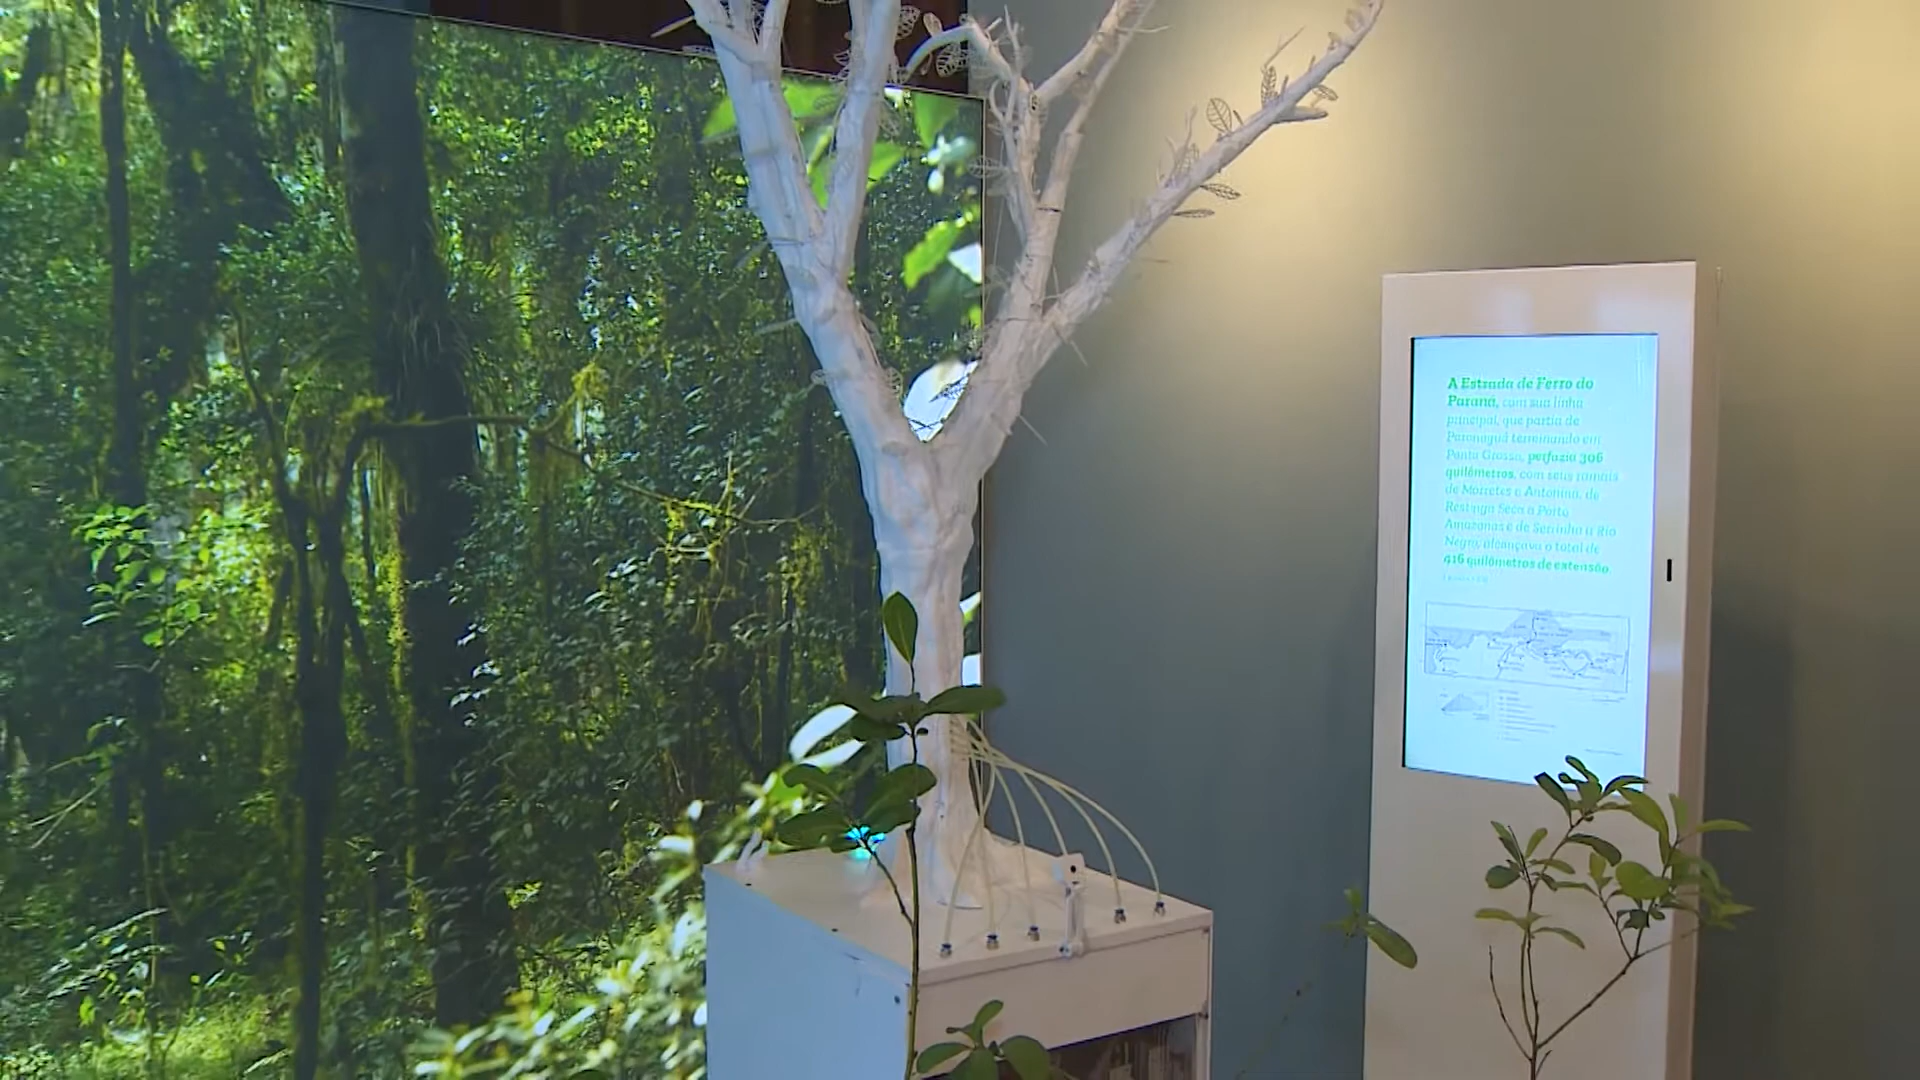 A Estrada de Ferro do
Paraná, com sua linha
principal, que partia de
Paranaguá terminando em
Ponta Grossa, perfazia 306
quilômetros, com seus ramais
de Morretes a Antonina, de
Restinga Seca a Porto
Amazonas e de Serrinha a Rio
Negro, alcançava o total de
416 quilômetros de extensão.